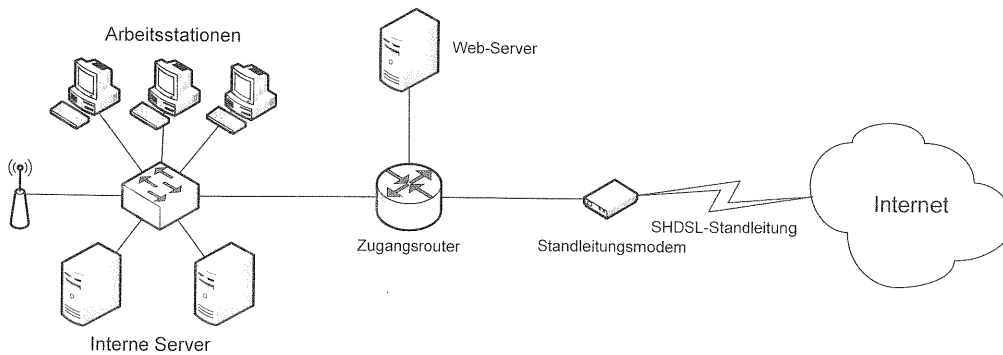 Arbeitsstationen
Web-Server
Internet
Zugangsrouter
Standleitungsmodem
SHDSL-Standleitung
Interne Server